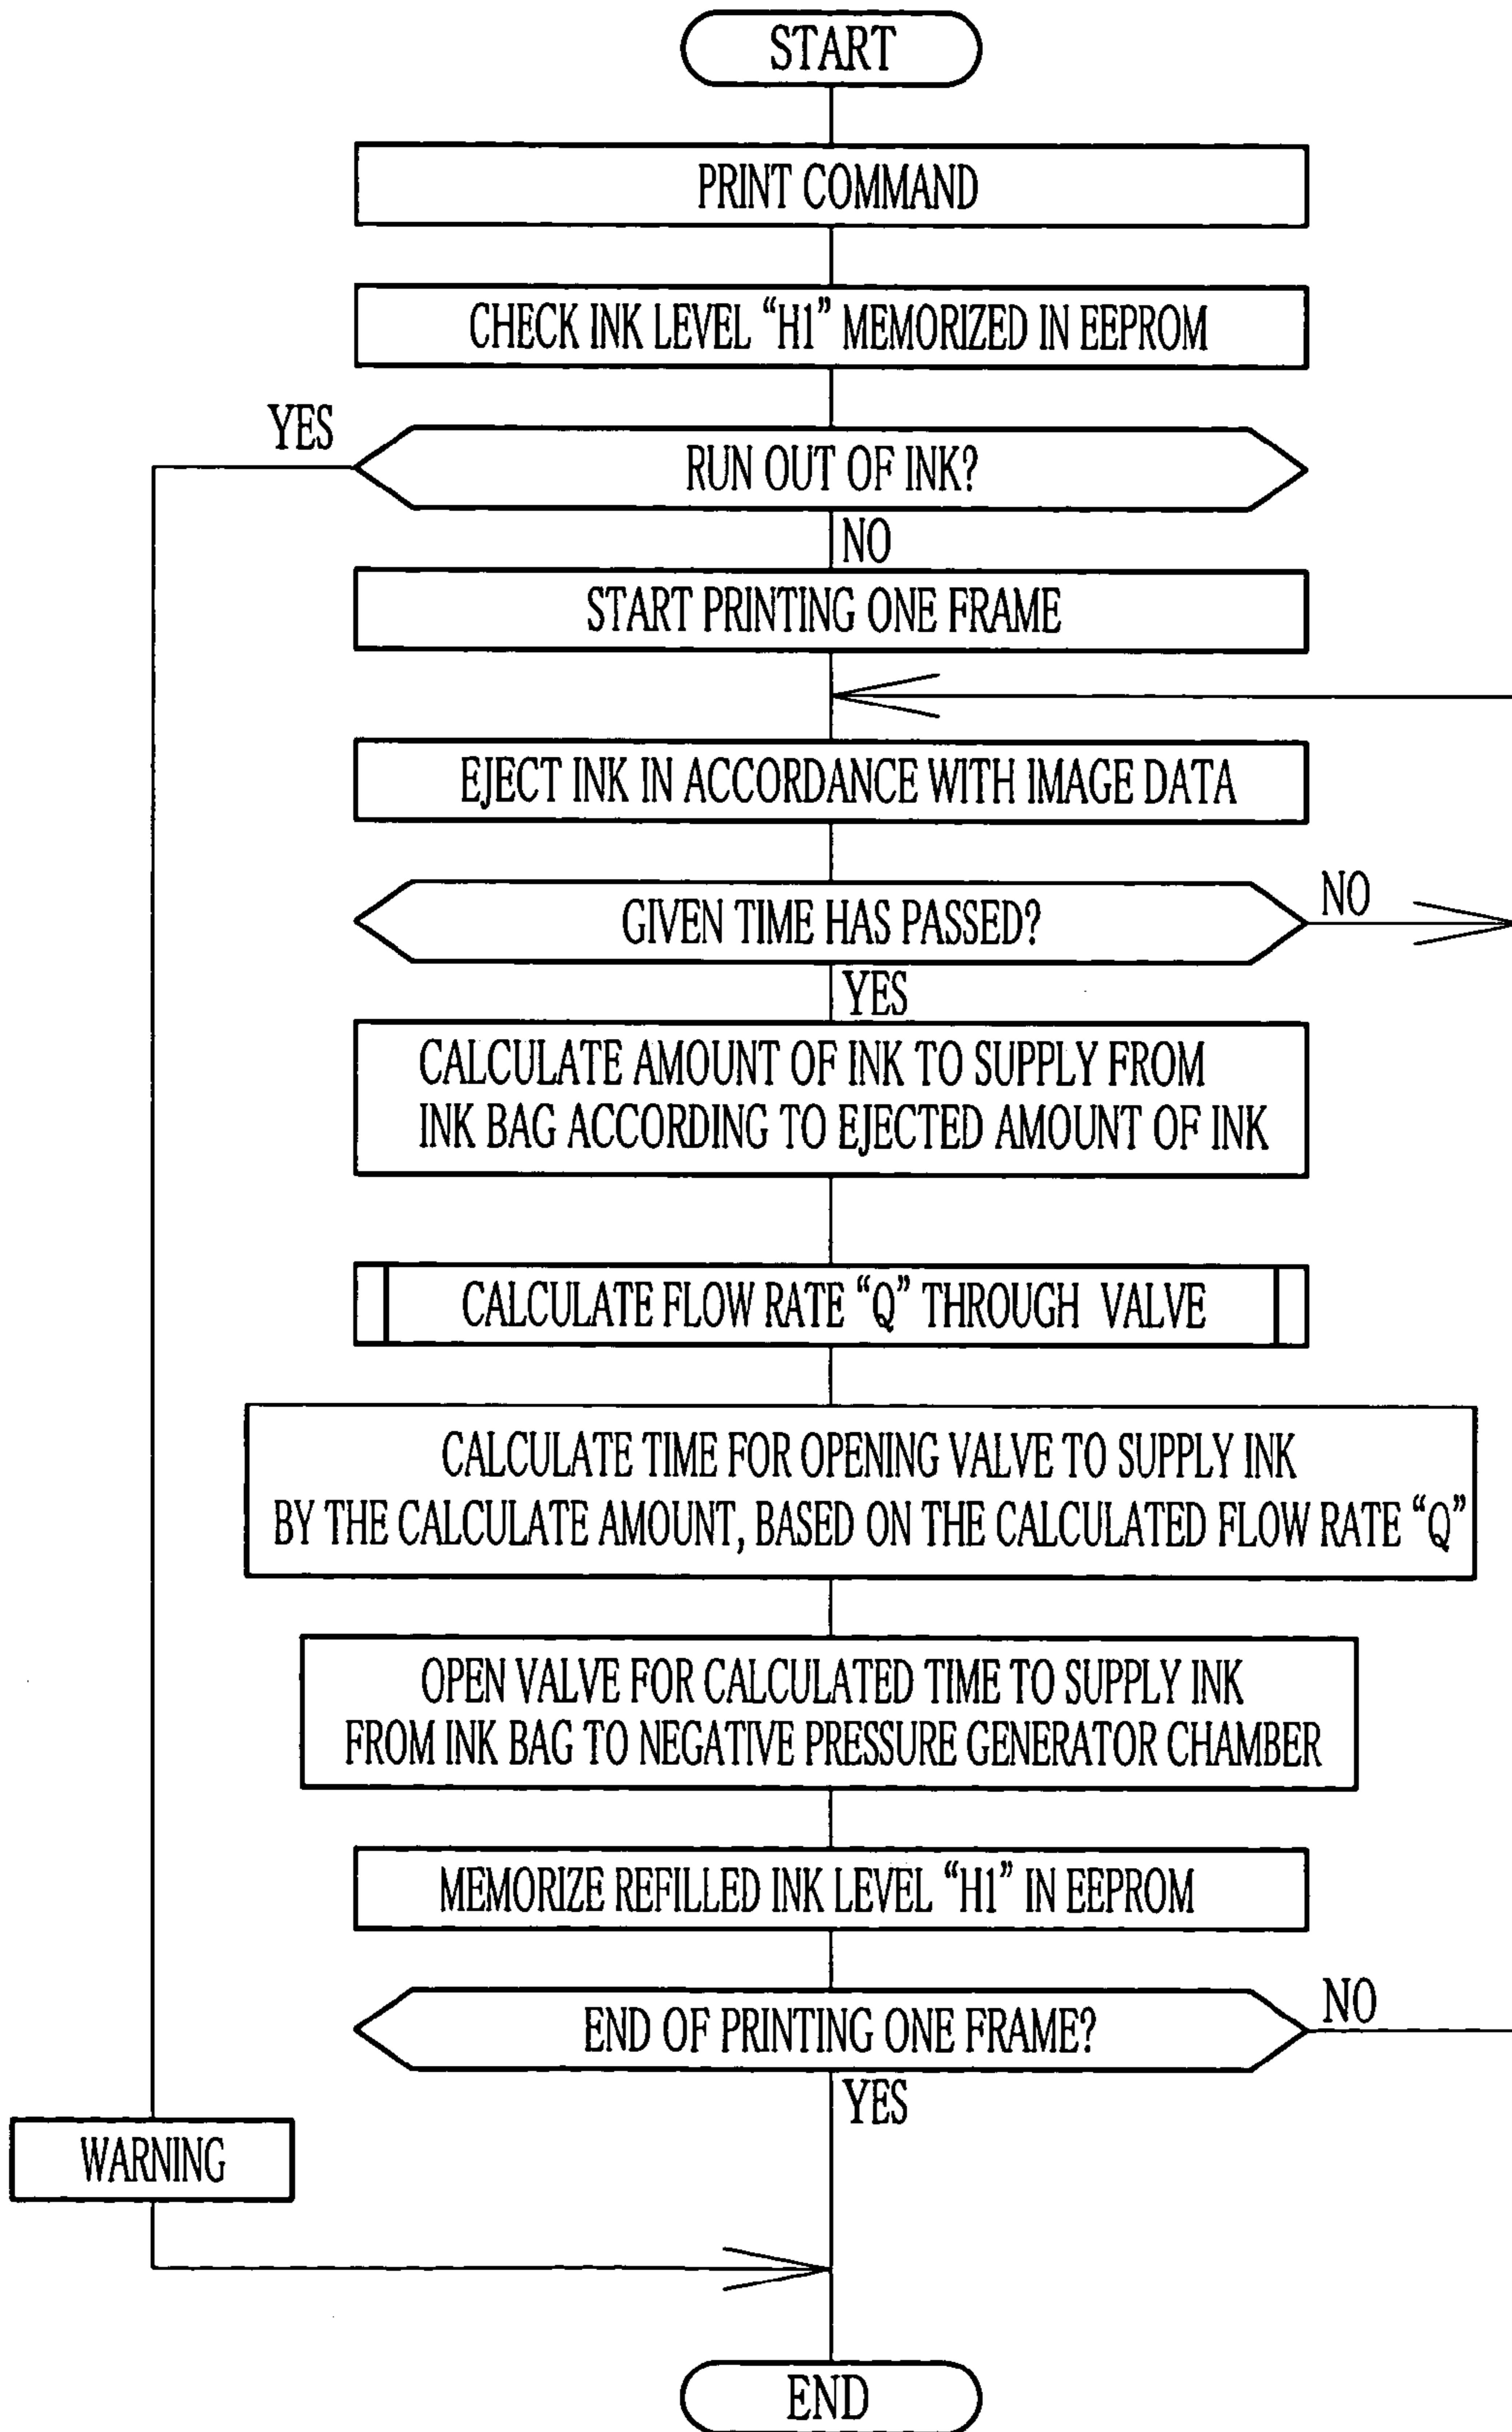 START
PRINT COMMAND
CHECK INK LEVEL “H1” MEMORIZED IN EEPROM
YES
RUN OUT OF INK?
NO
START PRINTING ONE FRAME
EJECT INK IN ACCORDANCE WITH IMAGE DATA
GIVEN TIME HAS PASSED?
NO
YES
CALCULATE AMOUNT OF INK TO SUPPLY FROM
INK BAG ACCORDING TO EJECTED AMOUNT OF INK
CALCULATE FLOW RATE “Q” THROUGH VALVE
CALCULATE TIME FOR OPENING VALVE TO SUPPLY INK
BY THE CALCULATE AMOUNT, BASED ON THE CALCULATED FLOW RATE “Q”
OPEN VALVE FOR CALCULATED TIME TO SUPPLY INK
FROM INK BAG TO NEGATIVE PRESSURE GENERATOR CHAMBER
MEMORIZE REFILLED INK LEVEL “H1” IN EEPROM
END OF PRINTING ONE FRAME?
NO
YES
WARNING
END